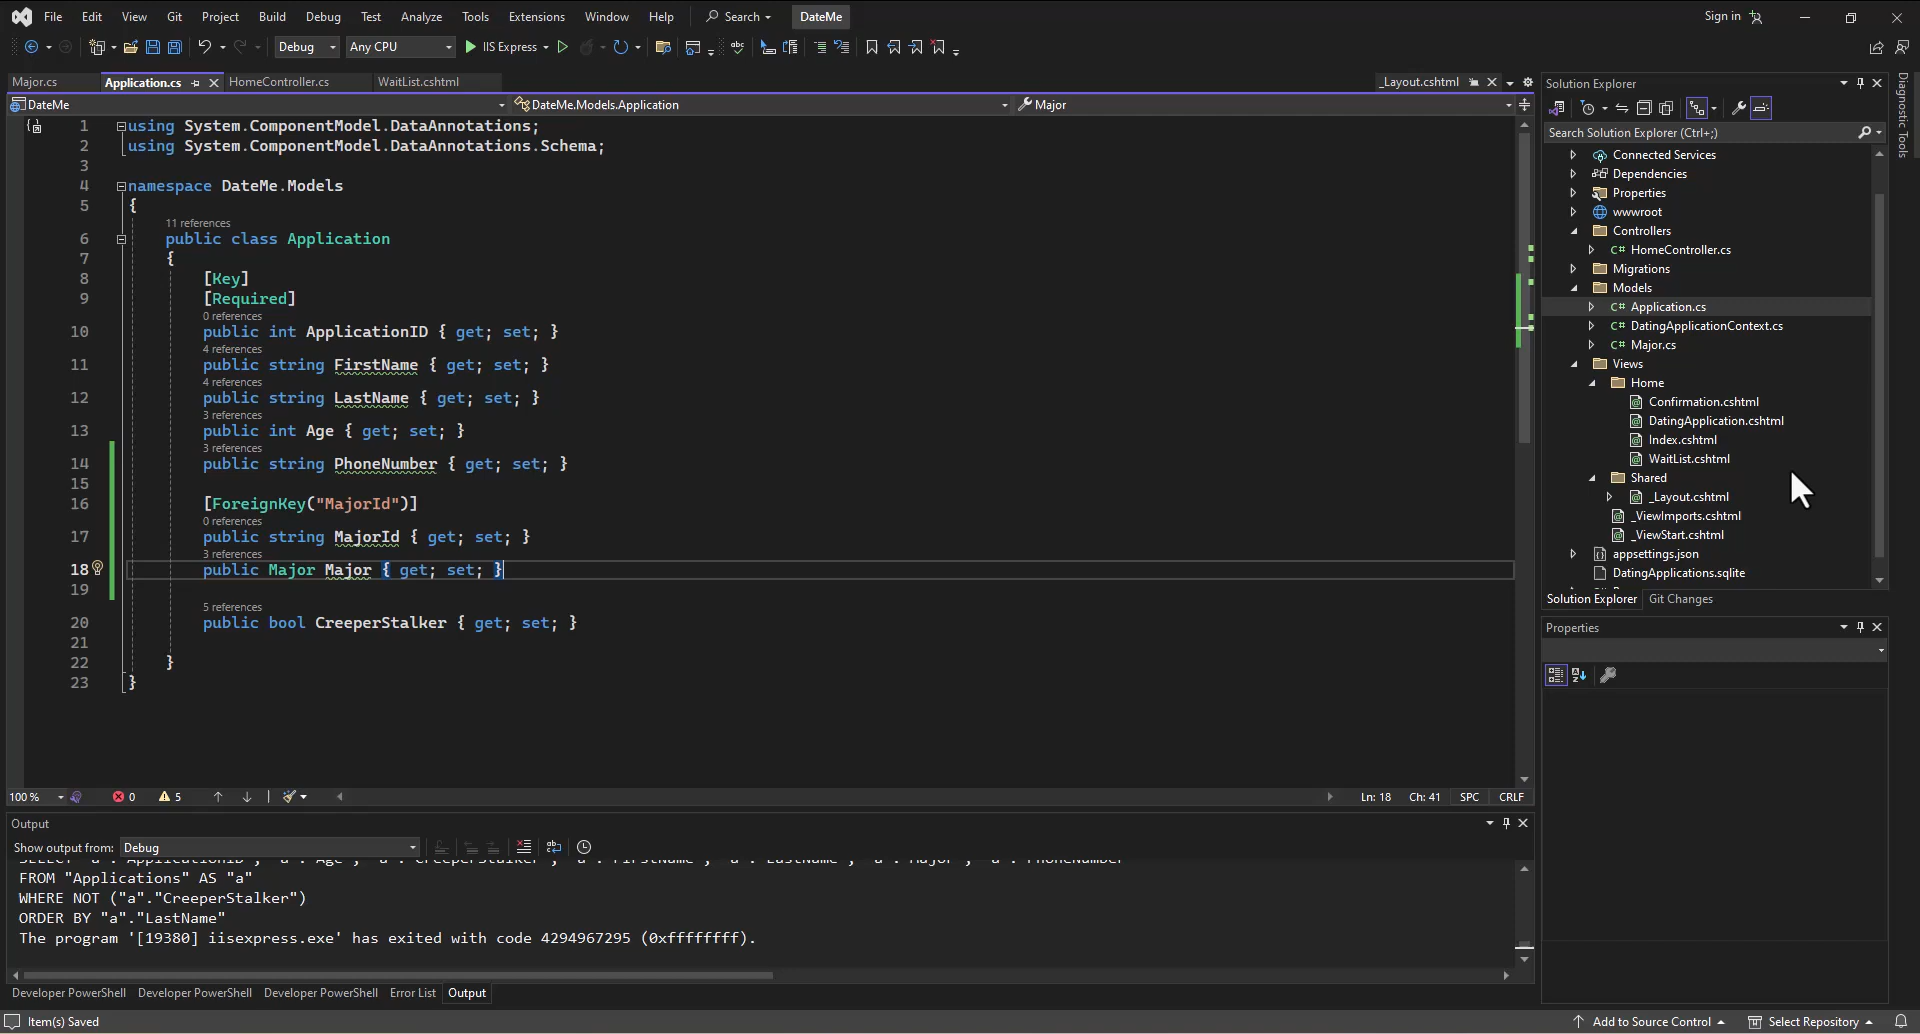 File Edit View Git Project Build Debug Test Analyze Tools Extensions Window Help Search DateMe Sign in
Debug Any CPU IIS Express
Major.cs Application.cs HomeController.cs WaitList.cshtml _Layout.cshtml
DateMe DateMe.Models.Application Major
1 using System.ComponentModel.DataAnnotations;
2 using System.ComponentModel.DataAnnotations.Schema;
3
4 namespace DateMe.Models
5 {
11 references
6 public class Application
7 {
8 [Key]
9 [Required]
0 references
10 public int ApplicationID { get; set; }
4 references
11 public string FirstName { get; set; }
4 references
12 public string LastName { get; set; }
3 references
13 public int Age { get; set; }
3 references
14 public string PhoneNumber { get; set; }
15
16 [ForeignKey("MajorId")]
0 references
17 public string MajorId { get; set; }
3 references
18 public Major Major { get; set; }
19
5 references
20 public bool CreeperStalker { get; set; }
21
22 }
23 }
100 % 0 5 Ln: 18 Ch: 41 SPC CRLF
Output
Show output from: Debug
FROM "Applications" AS "a"
WHERE NOT ("a"."CreeperStalker")
ORDER BY "a"."LastName"
The program '[19380] iisexpress.exe' has exited with code 4294967295 (0xffffffff).
Developer PowerShell Developer PowerShell Developer PowerShell Error List Output
Item(s) Saved
Add to Source Control Select Repository
Solution Explorer
Search Solution Explorer (Ctrl+;)
Connected Services
Dependencies
Properties
wwwroot
Controllers
C# HomeController.cs
Migrations
Models
C# Application.cs
C# DatingApplicationContext.cs
C# Major.cs
Views
Home
Confirmation.cshtml
DatingApplication.cshtml
Index.cshtml
WaitList.cshtml
Shared
_Layout.cshtml
_ViewImports.cshtml
_ViewStart.cshtml
appsettings.json
DatingApplications.sqlite
Solution Explorer Git Changes
Properties
Diagnostic Tools